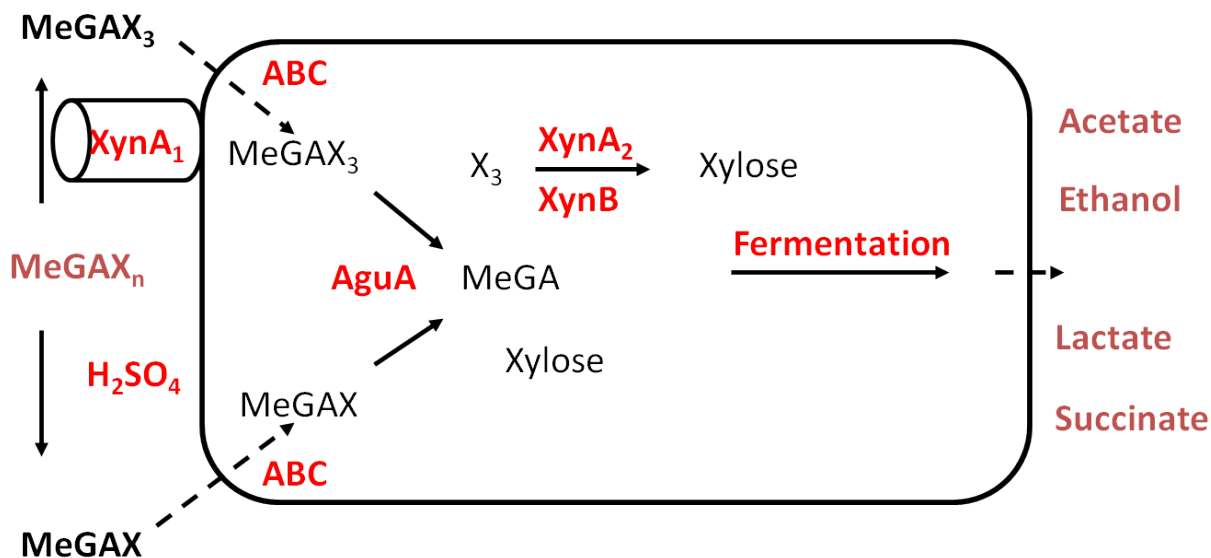 MeGAX₃
ABC
XynA₁
MeGAX₃
X₃
XynA₂
XynB
Xylose
Acetate
Ethanol
Fermentation
MeGAXₙ
AguA
MeGA
Lactate
Xylose
H₂SO₄
MeGAX
Succinate
ABC
MeGAX